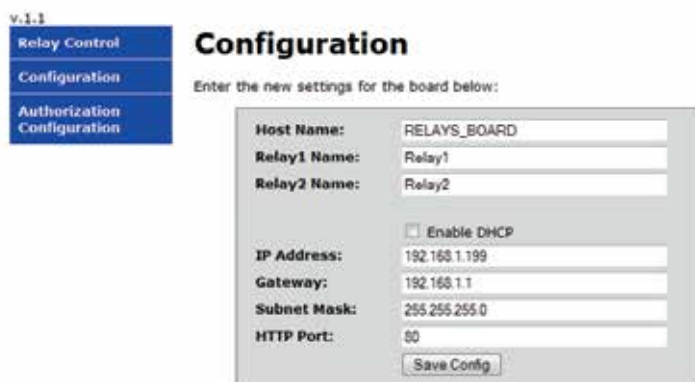 v.1.1
Relay Control
Configuration
Authorization
Configuration
Configuration
Enter the new settings for the board below:
Host Name: RELAYS_BOARD
Relay1 Name: Relay1
Relay2 Name: Relay2
Enable DHCP
IP Address: 192.168.1.199
Gateway: 192.168.1.1
Subnet Mask: 255.255.255.0
HTTP Port: 80
Save Config